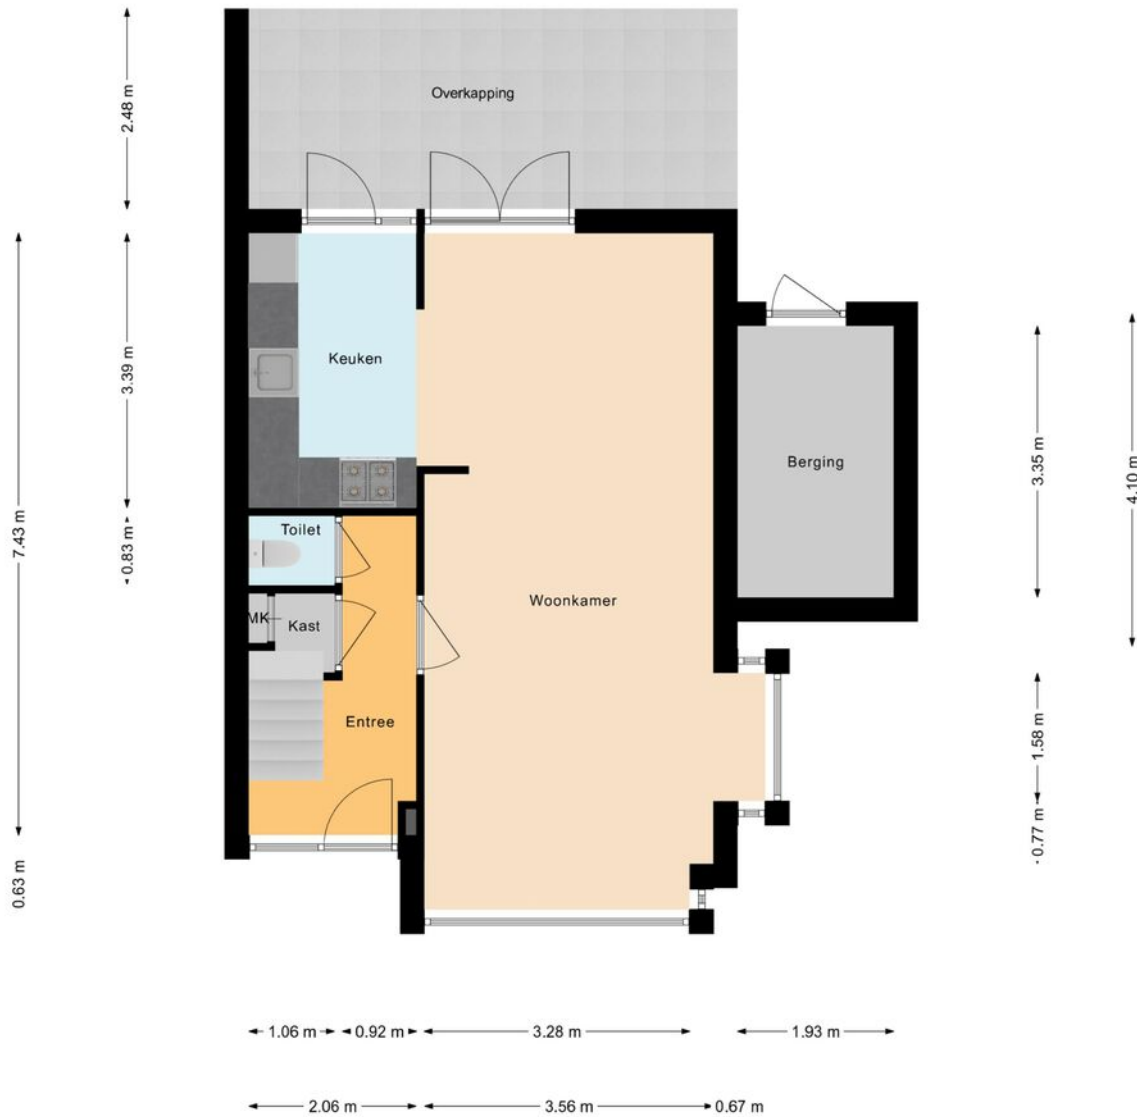 Overkapping
2.48 m
Keuken
3.39 m
Berging
3.35 m
4.10 m
7.43 m
Toilet
0.83 m
MK
Kast
Woonkamer
Entree
1.58 m
0.77 m
0.63 m
1.06 m
0.92 m
3.28 m
1.93 m
2.06 m
3.56 m
0.67 m